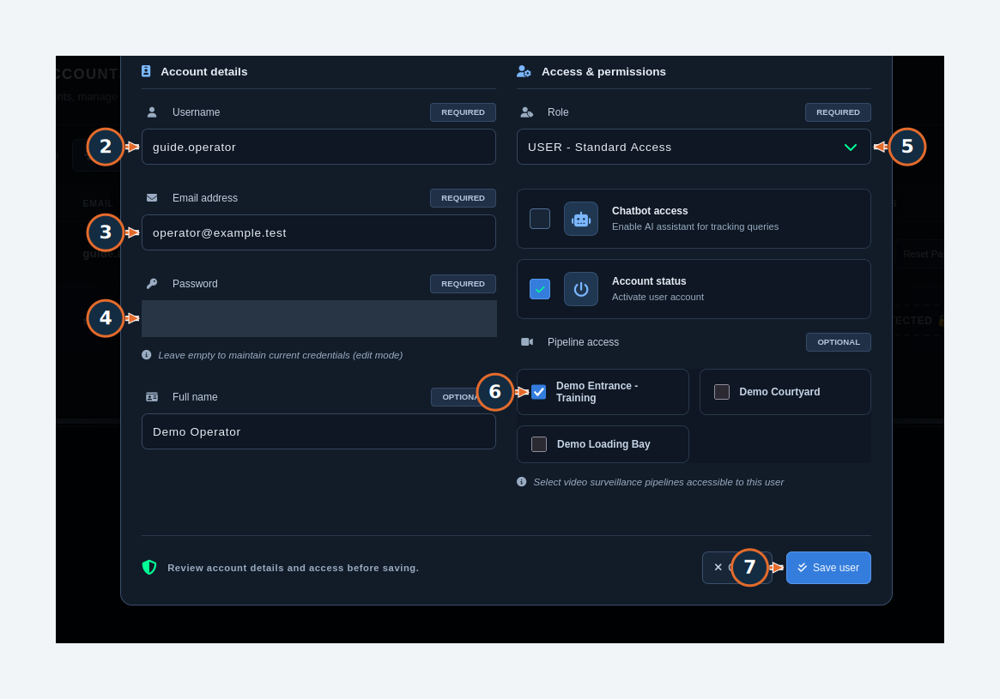 CCOUNT
nts, manage
EMAIL
guide.
Reset Pa
TECTED
Account details
Username
REQUIRED
2
guide.operator
Email address
REQUIRED
3
operator@example.test
Password
REQUIRED
4
Leave empty to maintain current credentials (edit mode)
Full name
OPTIONA
Demo Operator
Access & permissions
Role
REQUIRED
USER - Standard Access
5
Chatbot access
Enable AI assistant for tracking queries
Account status
Activate user account
Pipeline access
OPTIONAL
6
Demo Entrance -
Training
Demo Courtyard
Demo Loading Bay
Select video surveillance pipelines accessible to this user
Review account details and access before saving.
7
Save user